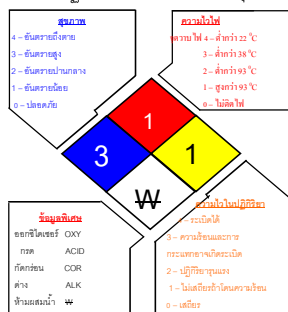 สุขภาพ
4 – อันตรายถึงตาย
3 – อันตรายสูง
2 – อันตรายปานกลาง
1 – อันตรายน้อย
0 – ปลอดภัย
ความไวไฟ
จุดวาบไฟ 4 – ต่ำกว่า 22 °C
3 – ต่ำกว่า 38 °C
2 – ต่ำกว่า 93 °C
1 – สูงกว่า 93 °C
0 – ไม่ติดไฟ
1
3
1
W
ข้อมูลพิเศษ
ออกซิไดเซอร์ OXY
กรด ACID
กัดกร่อน COR
ด่าง ALK
ห้ามผสมน้ำ W
ความไวในปฏิกิริยา
4 – ระเบิดได้
3 – ความร้อนและการ
กระแทกอาจเกิดระเบิด
2 – ปฏิกิริยารุนแรง
1 – ไม่เสถียรถ้าโดนความร้อน
0 – เสถียร